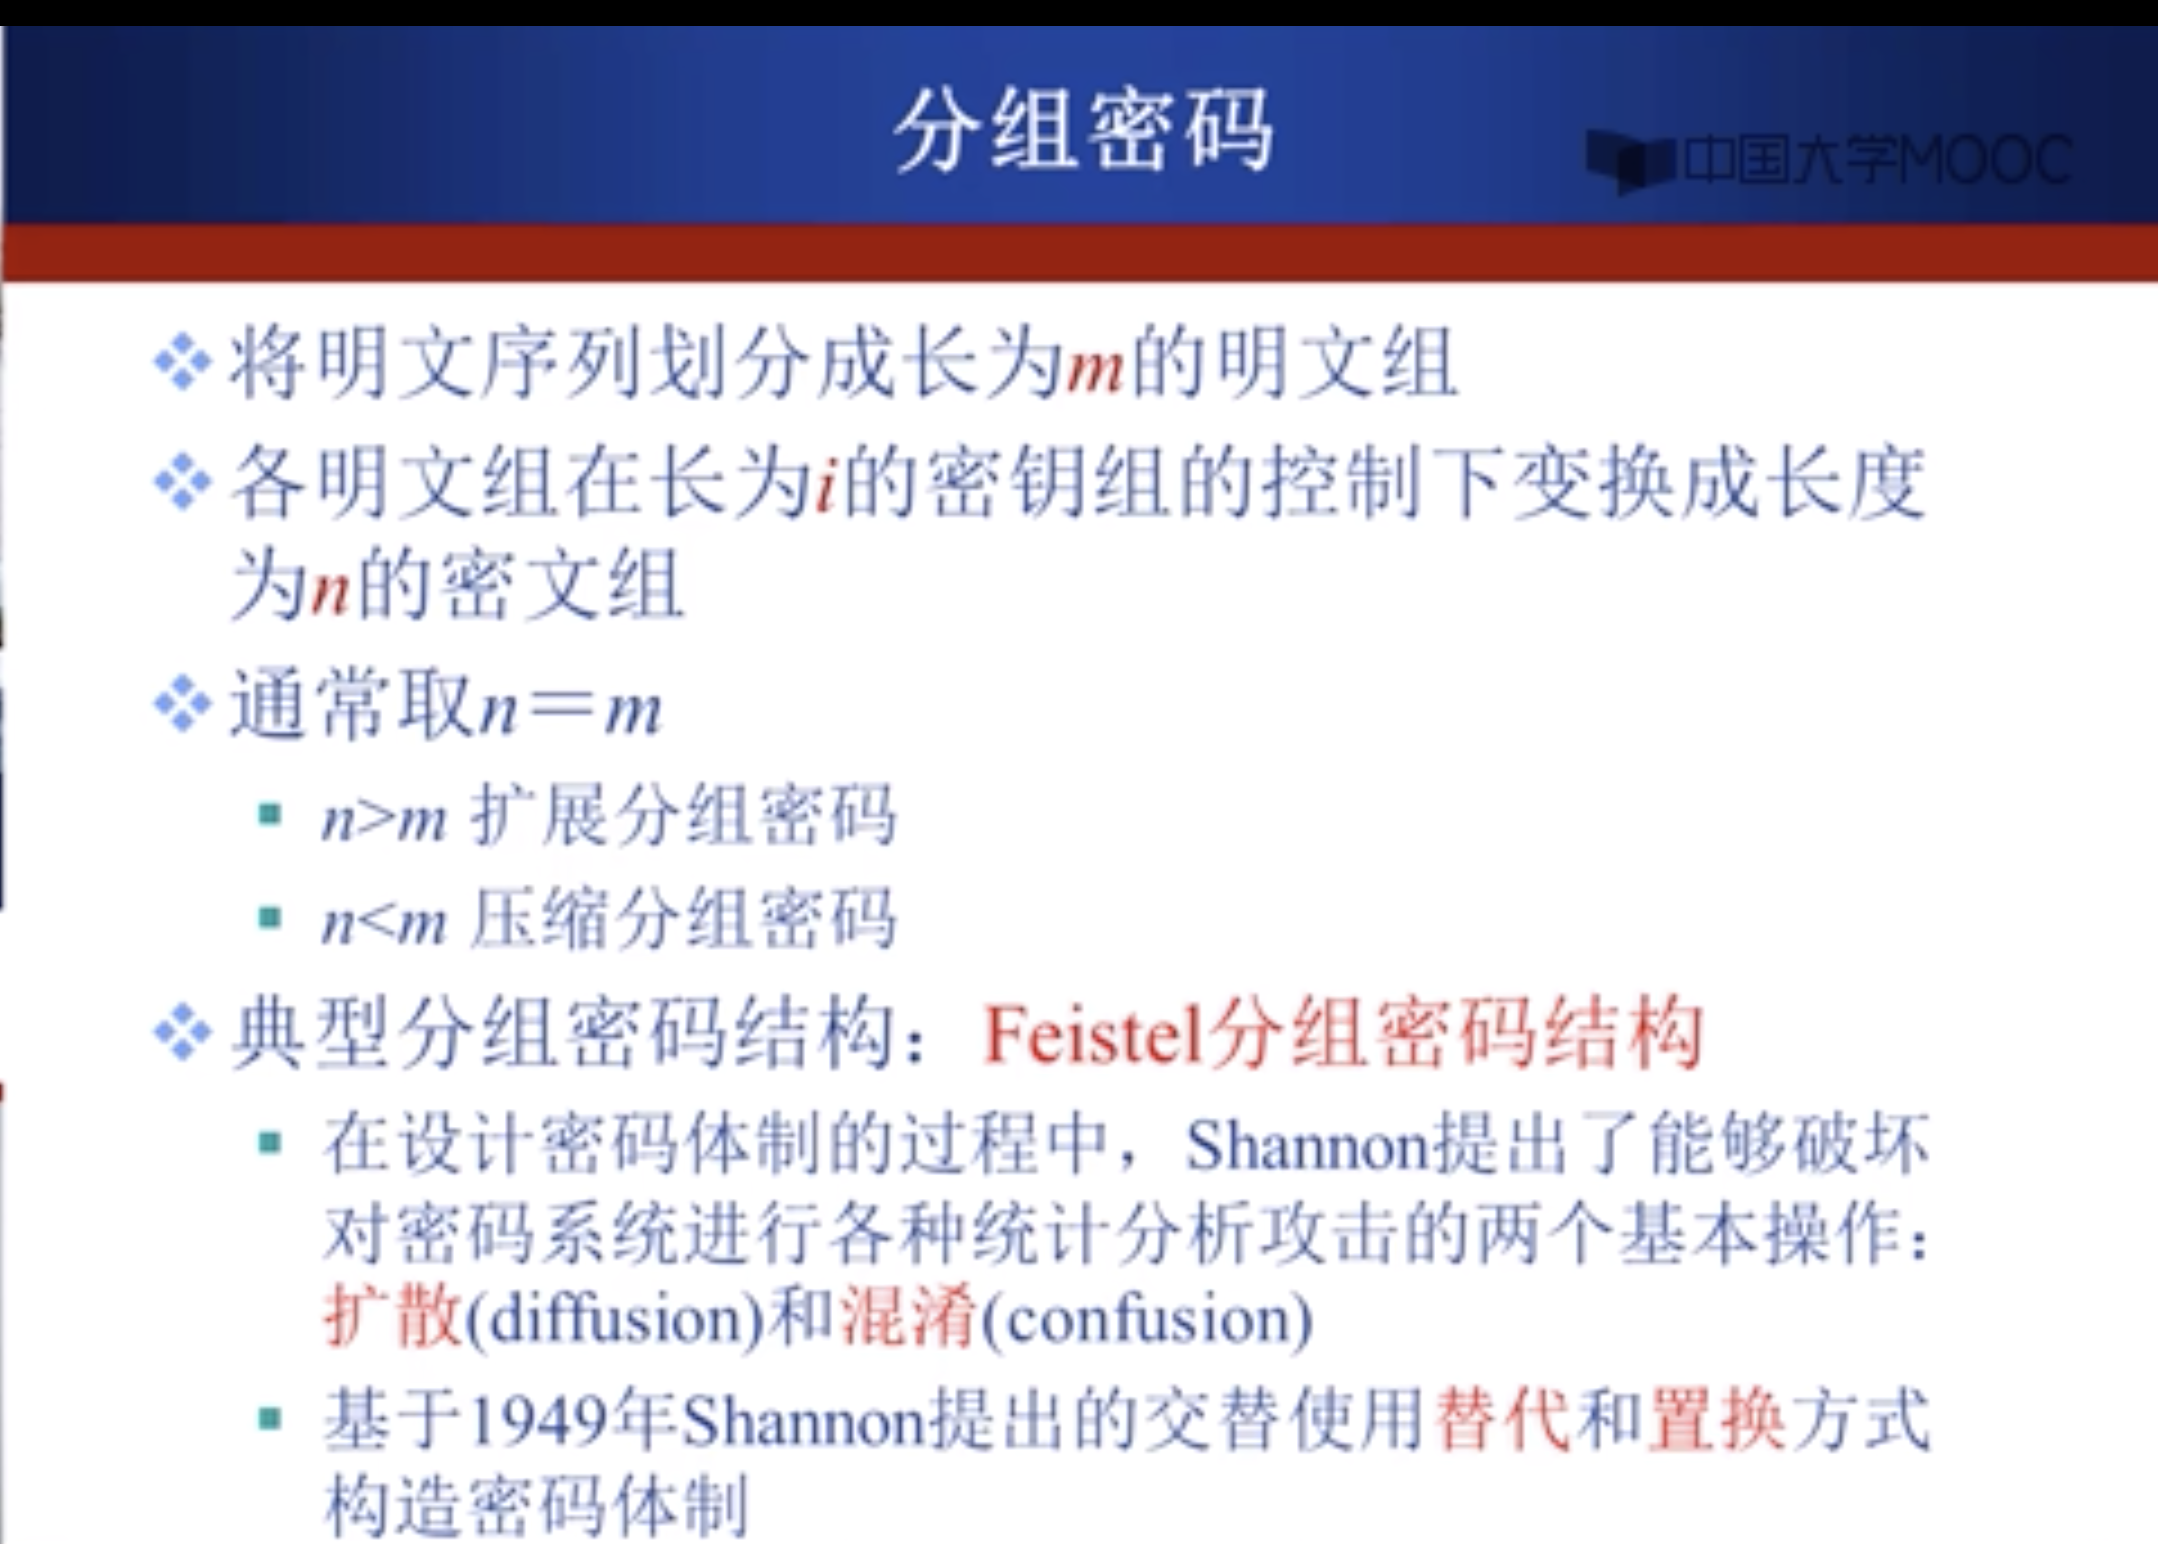 分组密码
中国大学MOOC
将明文序列划分成长为m的明文组
各明文组在长为i的密钥组的控制下变换成长度
为n的密文组
通常取n＝m
n>m 扩展分组密码
n<m 压缩分组密码
典型分组密码结构：Feistel分组密码结构
在设计密码体制的过程中，Shannon提出了能够破坏
对密码系统进行各种统计分析攻击的两个基本操作：
扩散(diffusion)和混淆(confusion)
基于1949年Shannon提出的交替使用替代和置换方式
构造密码体制